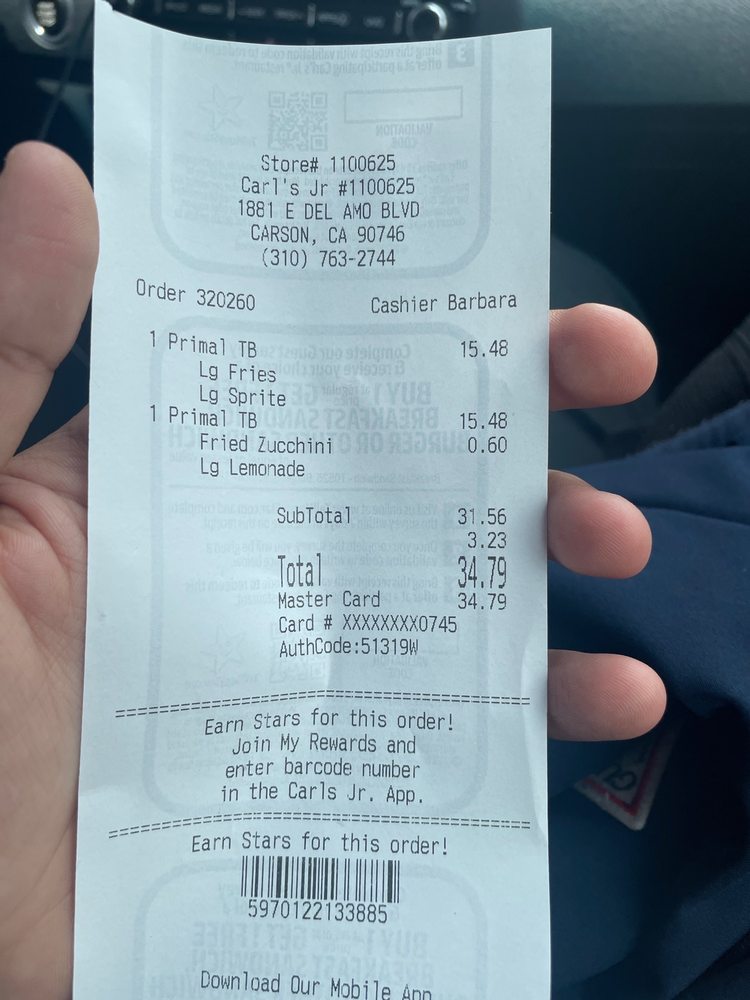 Store# 1100625
Carl's Jr #1100625
1881 E DEL AMO BLVD
CARSON, CA 90746
(310) 763-2744
Order 320260 Cashier Barbara
1 Primal TB 15.48
Lg Fries
Lg Sprite
1 Primal TB 15.48
Fried Zucchini 0.60
Lg Lemonade
SubTotal 31.56
3.23
Total 34.79
Master Card 34.79
Card # XXXXXXXX0745
AuthCode:51319W
Earn Stars for this order!
Join My Rewards and
enter barcode number
in the Carls Jr. App.
Earn Stars for this order!
5970122133885
Download Our Mobile App